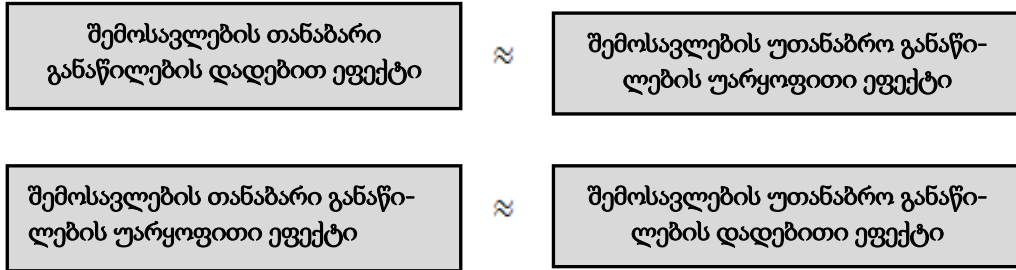 შემოსავლების თანაბარი
განაწილების დადებით ეფექტი
≈
შემოსავლების უთანაბრო განაწი-
ლების უარყოფითი ეფექტი
შემოსავლების თანაბარი განაწი-
ლების უარყოფითი ეფექტი
≈
შემოსავლების უთანაბრო განაწი-
ლების დადებითი ეფექტი